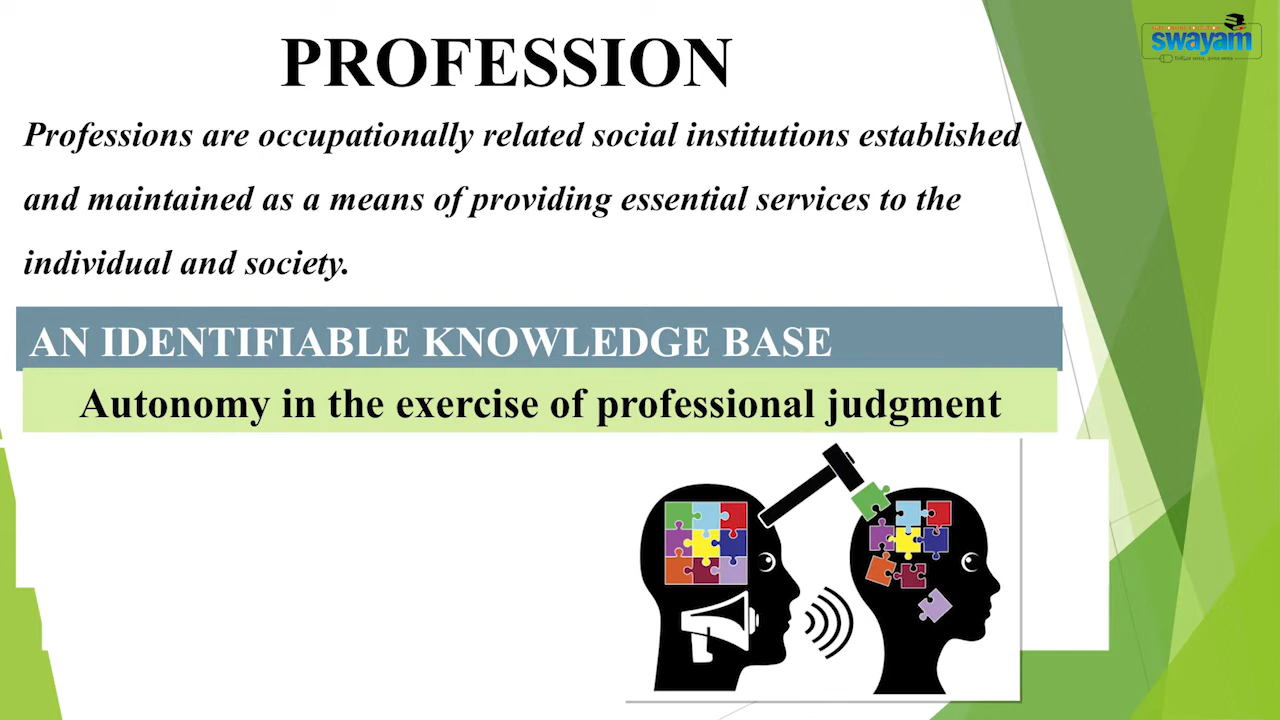 swayam
PROFESSION
Professions are occupationally related social institutions established
and maintained as a means of providing essential services to the
individual and society.
AN IDENTIFIABLE KNOWLEDGE BASE
Autonomy in the exercise of professional judgment